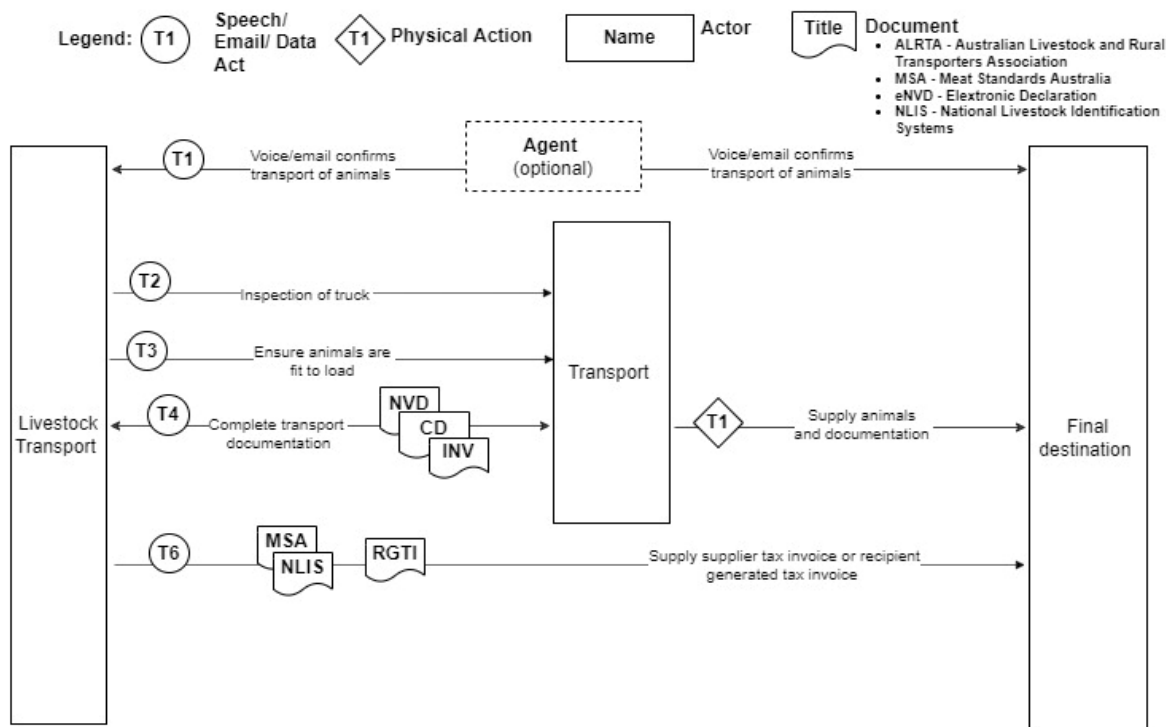 Legend:
T1
Speech/
Email/ Data
Act
T1
Physical Action
Name
Actor
Title
Document
• ALRTA - Australian Livestock and Rural
Transporters Association
• MSA - Meat Standards Australia
• eNVD - Elextronic Declaration
• NLIS - National Livestock Identification
Systems
T1
Voice/email confirms
transport of animals
Agent
(optional)
Voice/email confirms
transport of animals
T2
Inspection of truck
T3
Ensure animals are
fit to load
Transport
Livestock
Transport
T4
Complete transport
documentation
NVD
CD
INV
T1
Supply animals
and documentation
Final
destination
T6
MSA
NLIS
RGTI
Supply supplier tax invoice or recipient
generated tax invoice